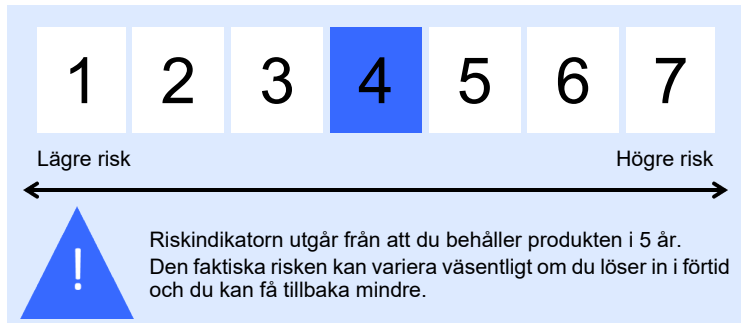 1 2 3 4 5 6 7
Lägre risk Högre risk
!
Riskindikatorn utgår från att du behåller produkten i 5 år.
Den faktiska risken kan variera väsentligt om du löser in i förtid
och du kan få tillbaka mindre.